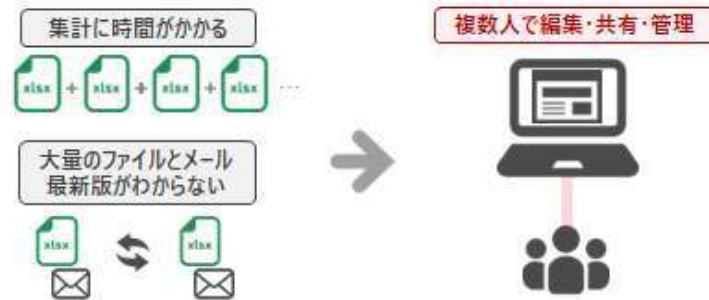 集計に時間がかかる
xlsx + xlsx + xlsx + xlsx …
大量のファイルとメール
最新版がわからない
xlsx xlsx
複数人で編集・共有・管理